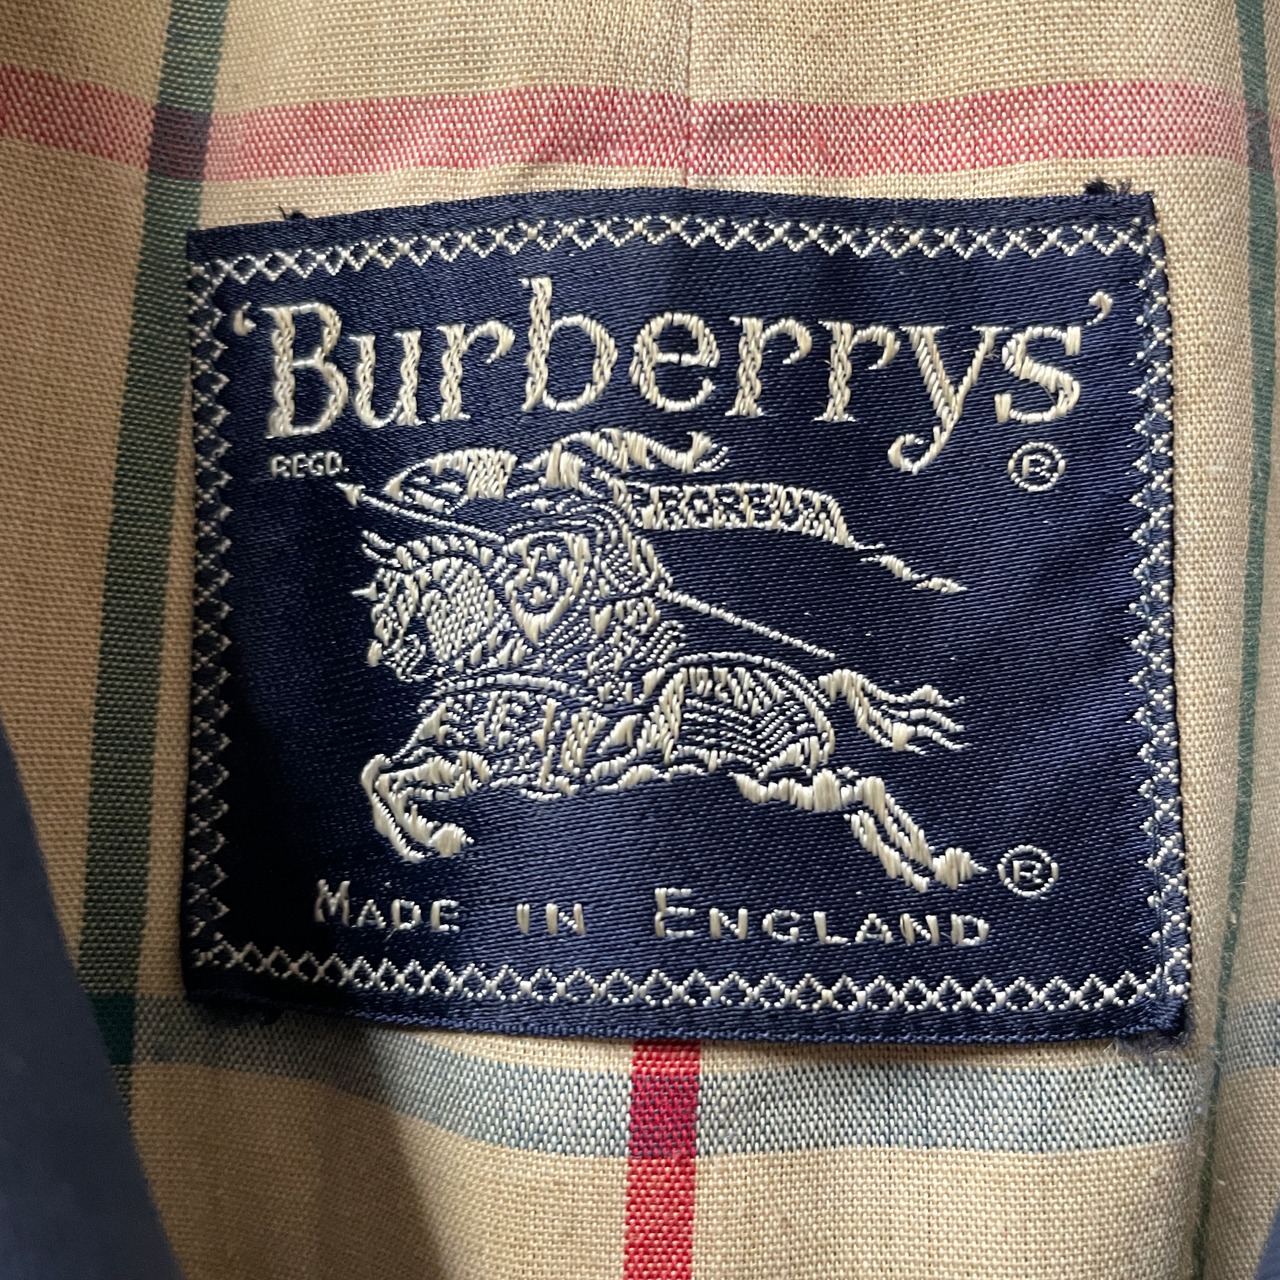 ‘Burberrys’
REGD. ®
PRORSUM
®
MADE IN ENGLAND